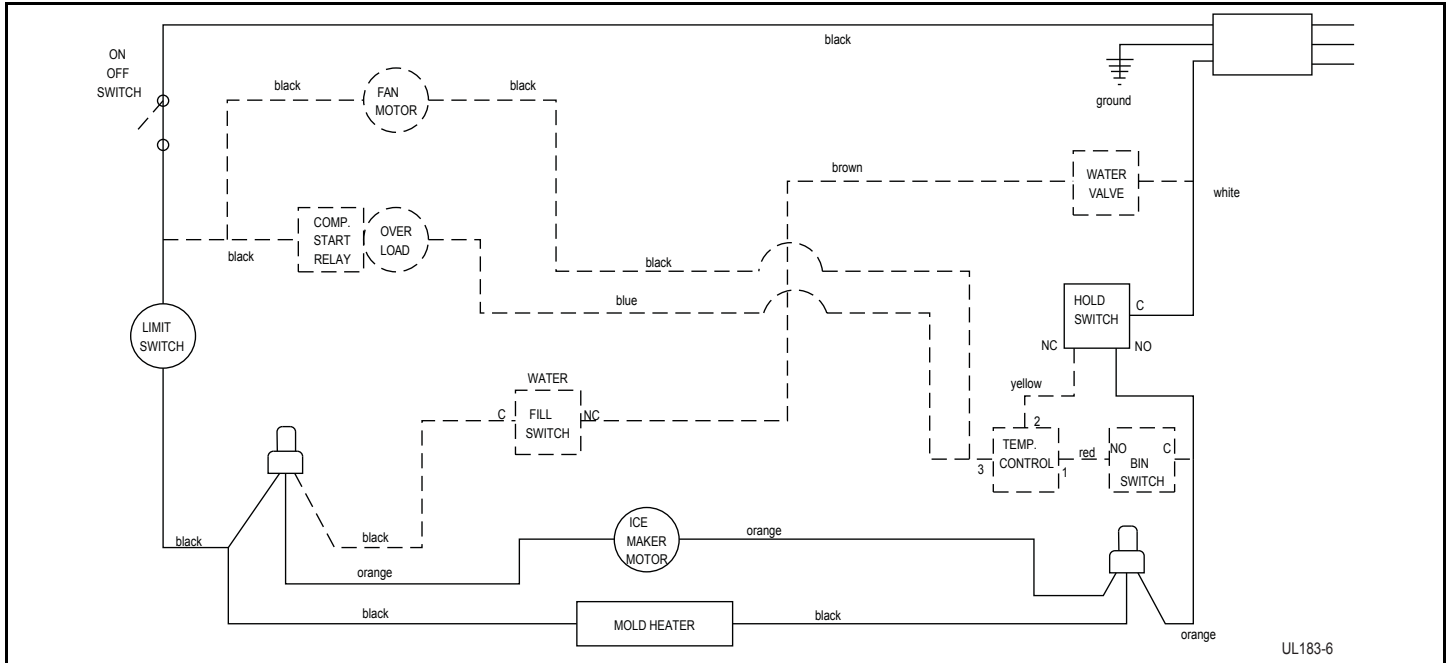 black
ON
OFF
SWITCH
ground
black
FAN
MOTOR
black
brown
WATER
VALVE
white
COMP.
START
RELAY
OVER
LOAD
black
black
blue
HOLD
SWITCH
C
NC
NO
LIMIT
SWITCH
yellow
WATER
C
FILL
SWITCH
NC
2
TEMP.
CONTROL
3
1
red
NO
C
BIN
SWITCH
black
black
orange
ICE
MAKER
MOTOR
orange
black
MOLD HEATER
black
orange
UL183-6